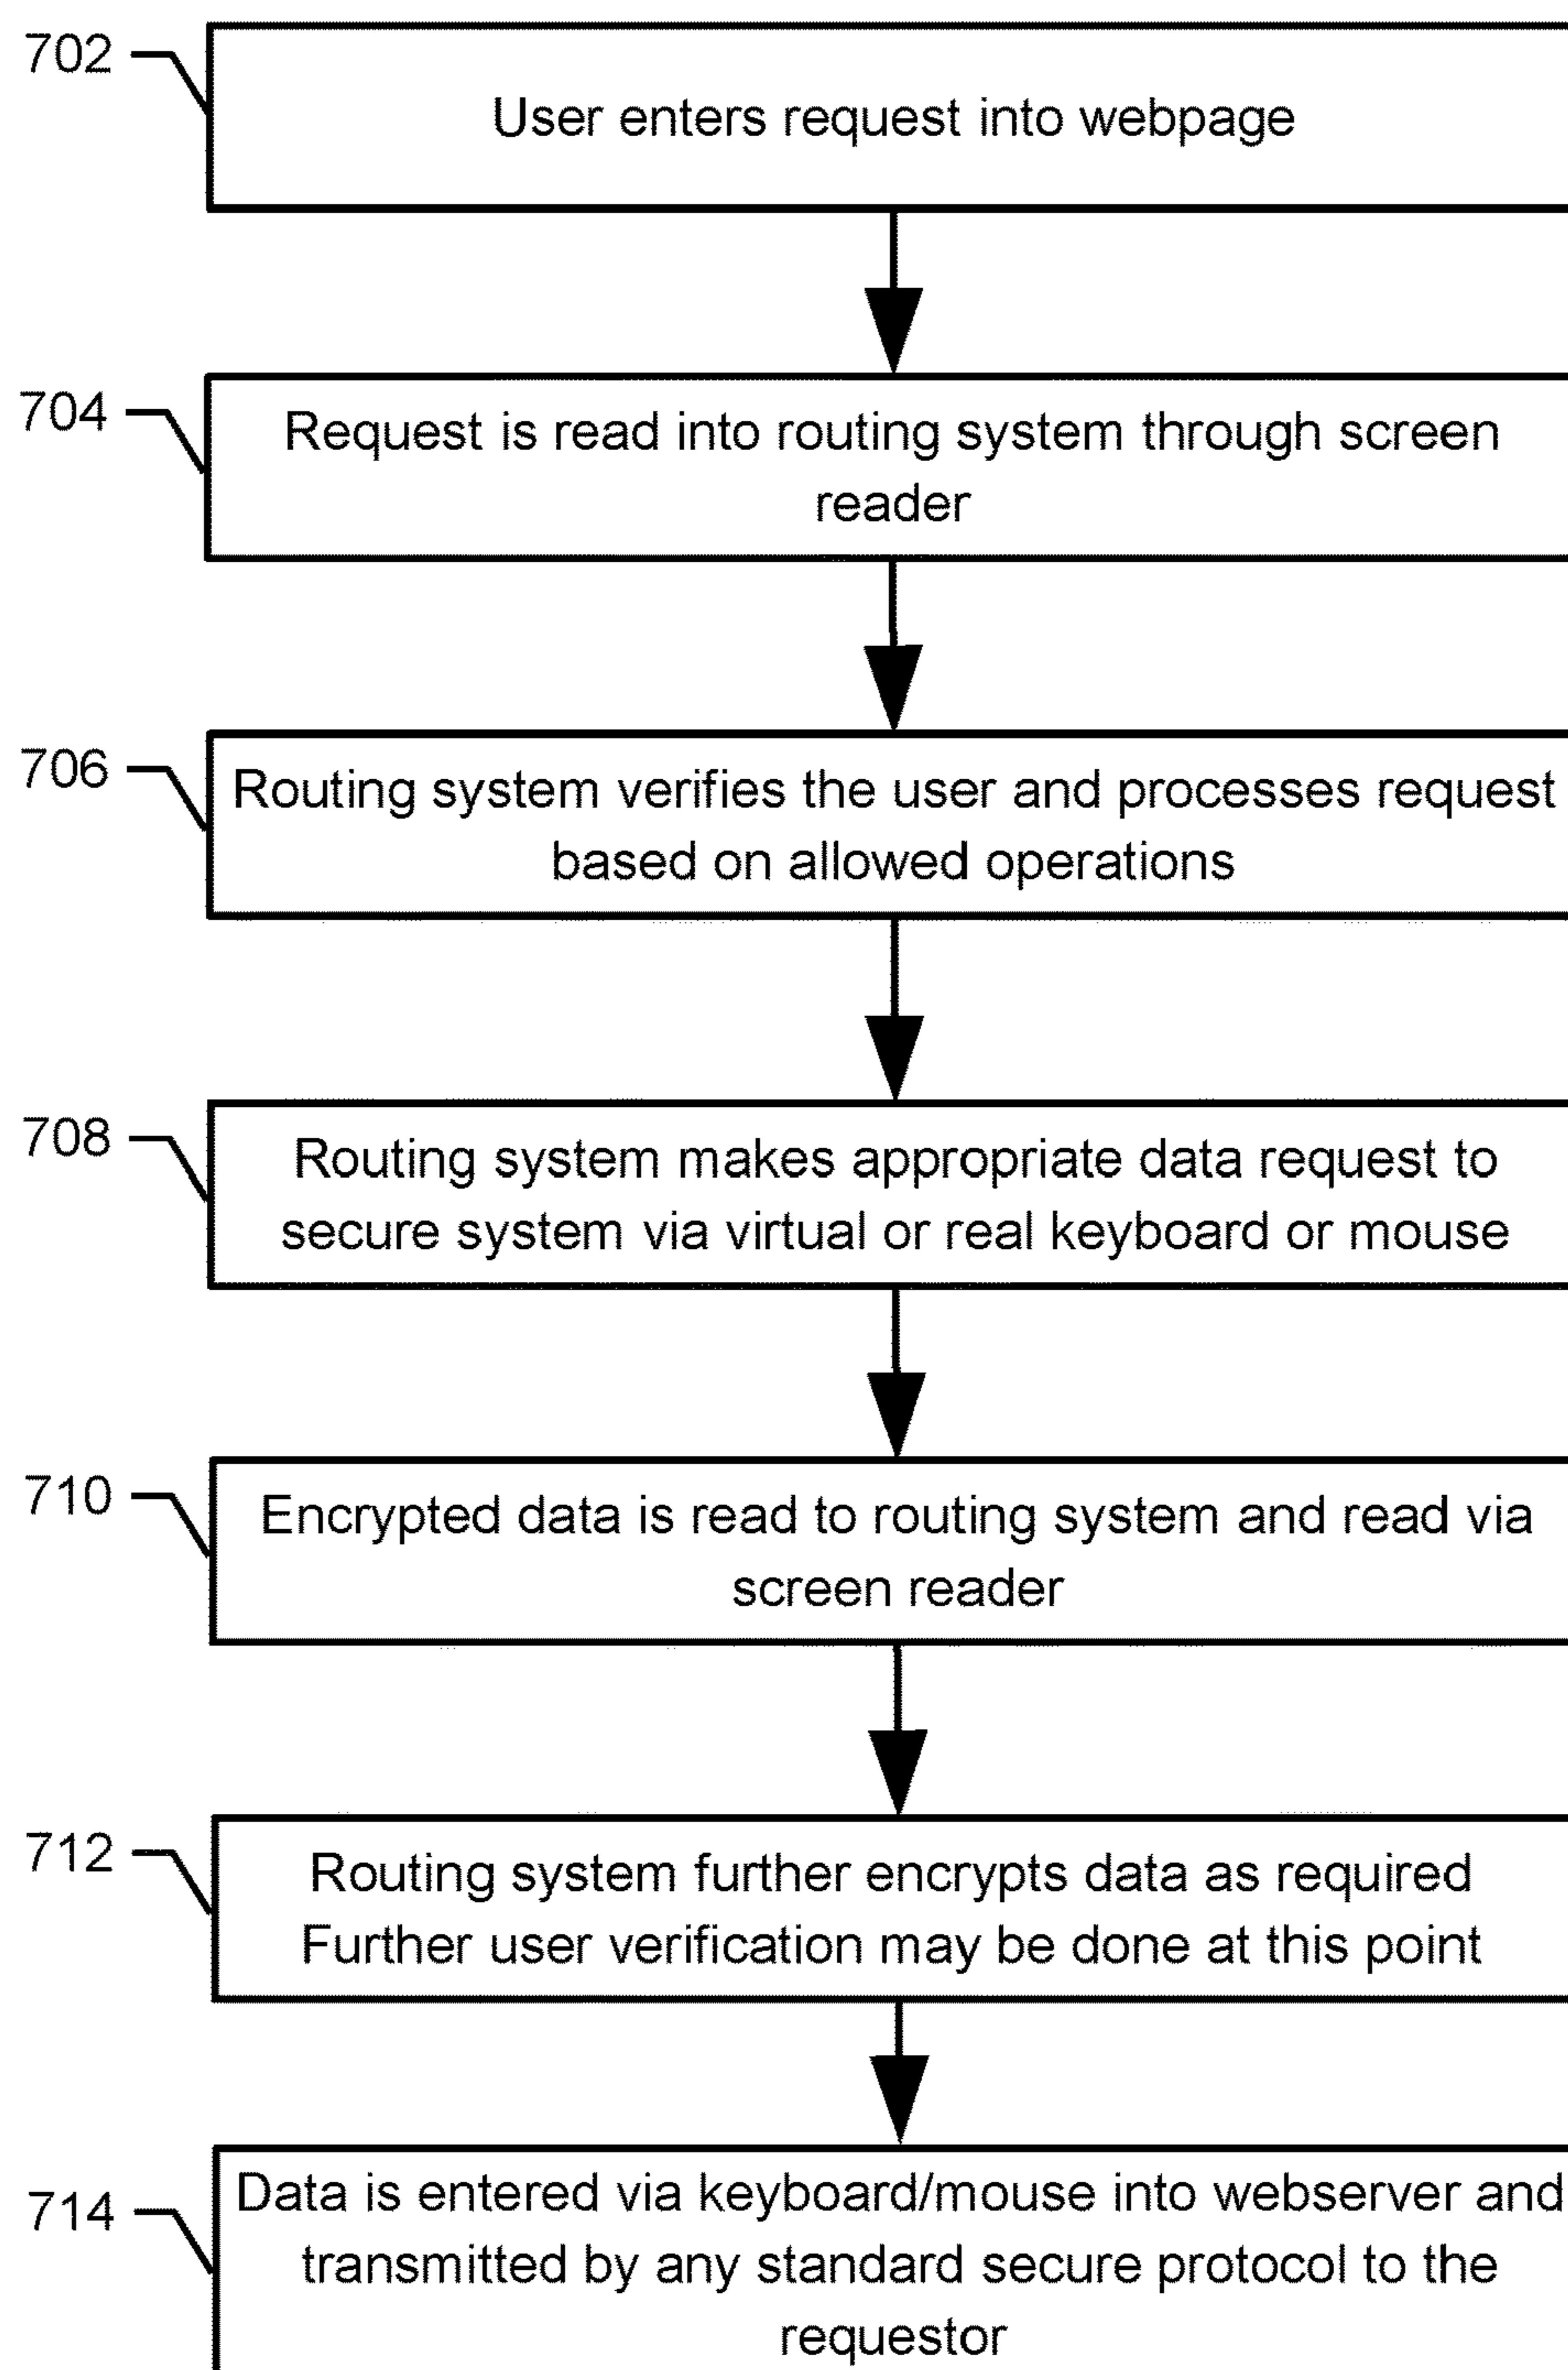 702
User enters request into webpage
704
Request is read into routing system through screen
reader
706
Routing system verifies the user and processes request
based on allowed operations
708
Routing system makes appropriate data request to
secure system via virtual or real keyboard or mouse
710
Encrypted data is read to routing system and read via
screen reader
712
Routing system further encrypts data as required
Further user verification may be done at this point
714
Data is entered via keyboard/mouse into webserver and
transmitted by any standard secure protocol to the
requestor